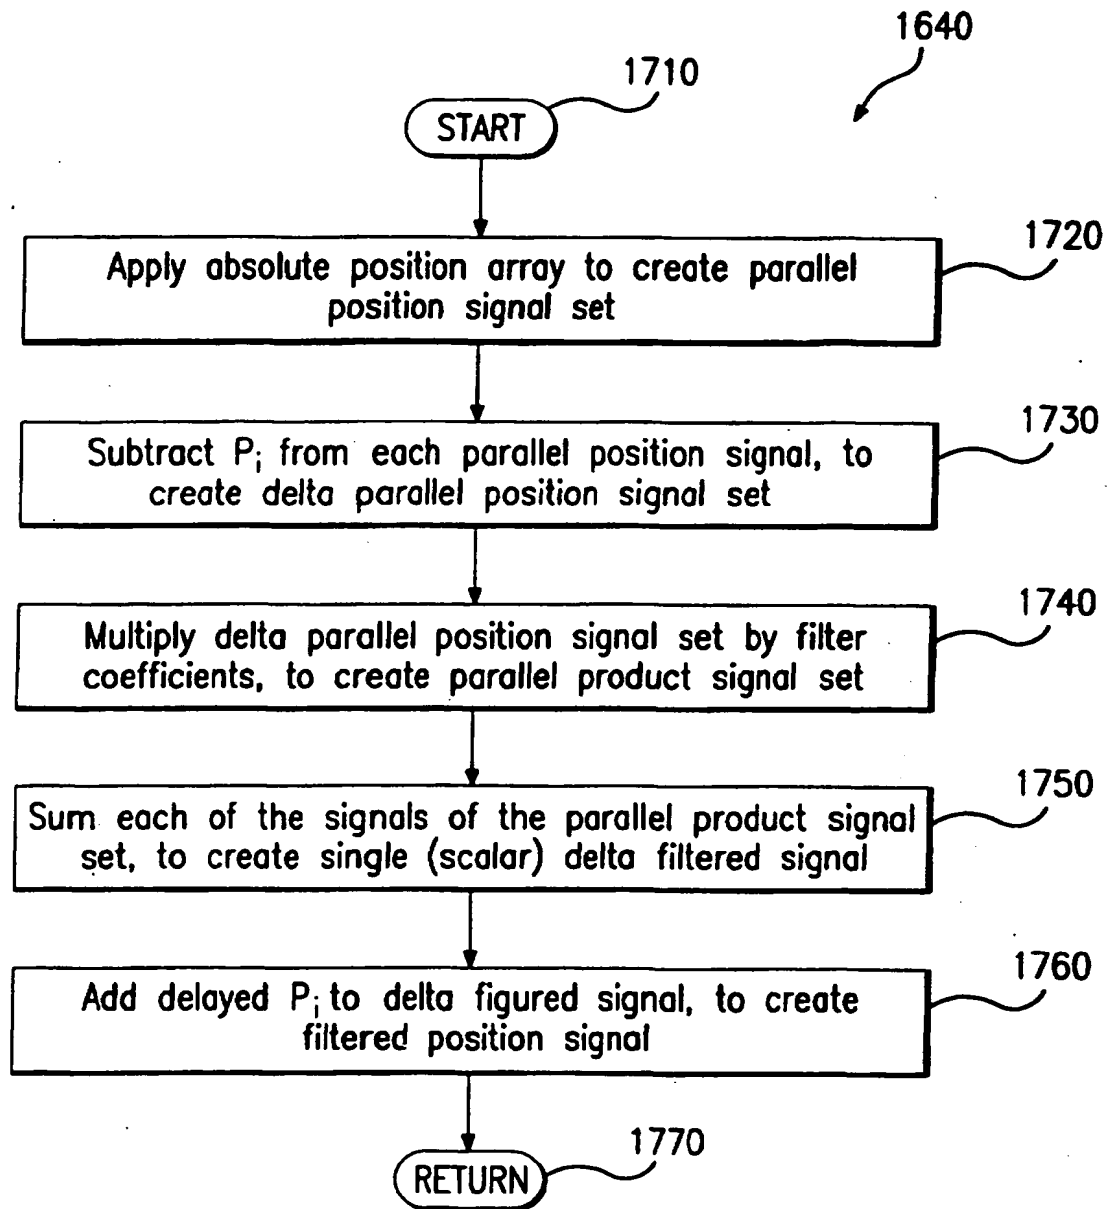 1640
1710
START
1720
Apply absolute position array to create parallel
position signal set
1730
Subtract Pi from each parallel position signal, to
create delta parallel position signal set
1740
Multiply delta parallel position signal set by filter
coefficients, to create parallel product signal set
1750
Sum each of the signals of the parallel product signal
set, to create single (scalar) delta filtered signal
1760
Add delayed Pi to delta figured signal, to create
filtered position signal
1770
RETURN